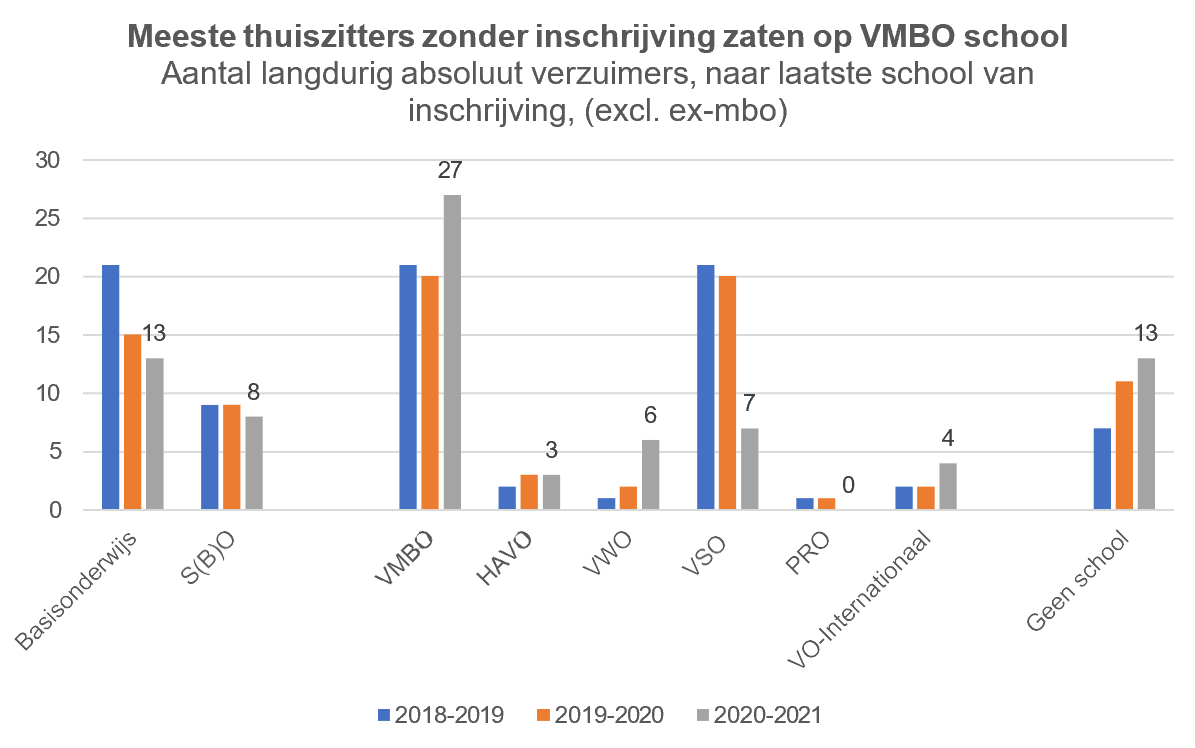 Meeste thuiszitters zonder inschrijving zaten op VMBO school
Aantal langdurig absoluut verzuimers, naar laatste school van
inschrijving, (excl. ex-mbo)
30
25
20
15
10
5
0
13
8
27
3
6
7
0
4
13
Basisonderwijs
S(B)O
VMBO
HAVO
VWO
VSO
PRO
VO-Internationaal
Geen school
2018-2019
2019-2020
2020-2021